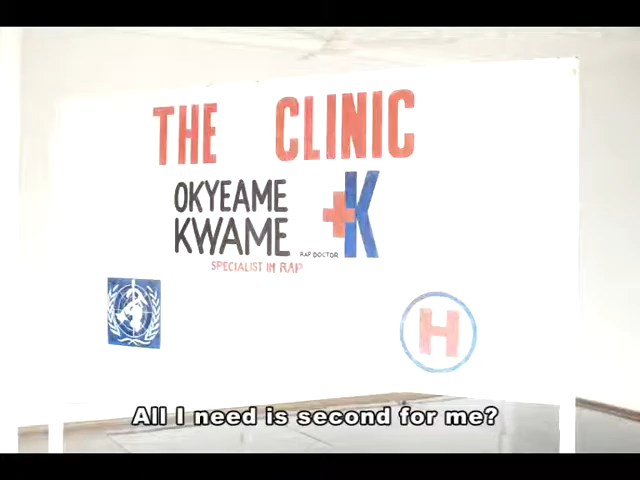 THE CLINIC
OKYEAME
KWAME
+K
RAP DOCTOR
SPECIALIST IN RAP
H
All I need is second for me?